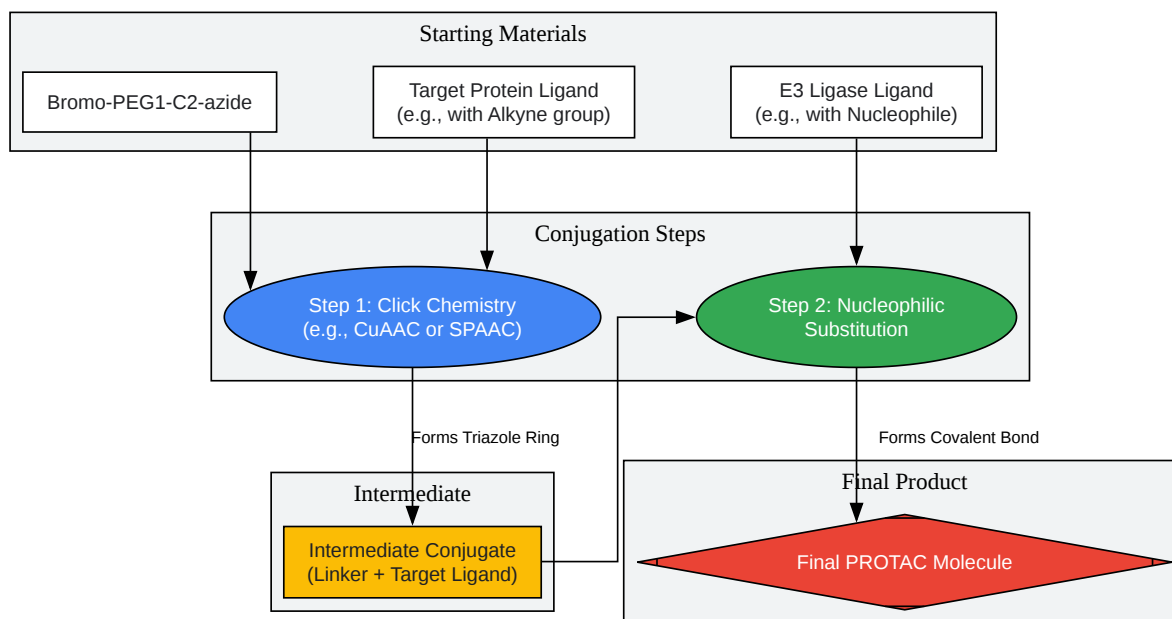 Starting Materials
Bromo-PEG1-C2-azide
Target Protein Ligand
(e.g., with Alkyne group)
E3 Ligase Ligand
(e.g., with Nucleophile)
Conjugation Steps
Step 1: Click Chemistry
(e.g., CuAAC or SPAAC)
Step 2: Nucleophilic
Substitution
Forms Triazole Ring
Forms Covalent Bond
Intermediate
Intermediate Conjugate
(Linker + Target Ligand)
Final Product
Final PROTAC Molecule